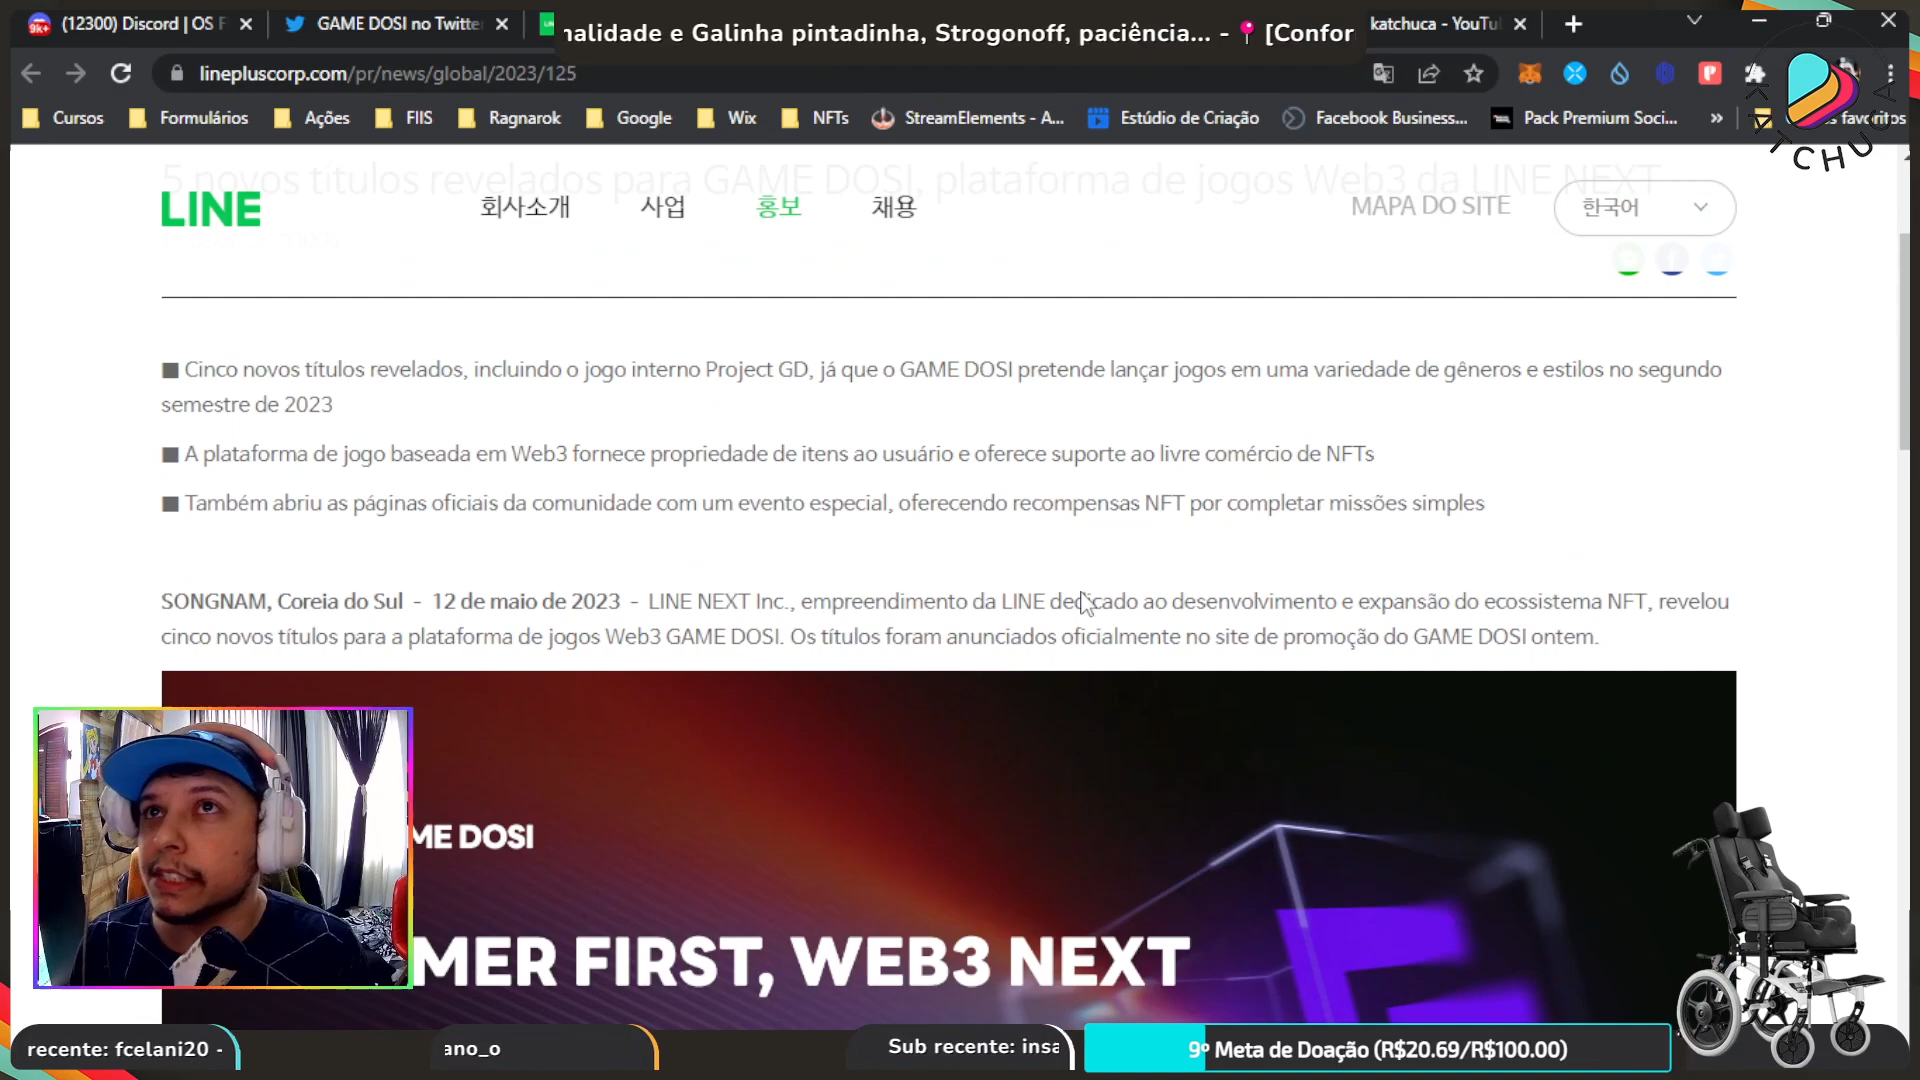 (12300) Discord | OS F
GAME DOSI no Twitte
nalidade e Galinha pintadinha, Strogonoff, paciência... - 📍 [Confor
katchuca - YouTu
linepluscorp.com/pr/news/global/2023/125
Cursos
Formulários
Ações
FIIS
Ragnarok
Google
Wix
NFTs
StreamElements - A...
Estúdio de Criação
Facebook Business...
Pack Premium Soci...
»
favoritos
KATCHUCA
5 novos títulos revelados para GAME DOSI, plataforma de jogos Web3 da LINE NEXT
LINE
회사소개
사업
홍보
채용
MAPA DO SITE
한국어
■ Cinco novos títulos revelados, incluindo o jogo interno Project GD, já que o GAME DOSI pretende lançar jogos em uma variedade de gêneros e estilos no segundo
semestre de 2023
■ A plataforma de jogo baseada em Web3 fornece propriedade de itens ao usuário e oferece suporte ao livre comércio de NFTs
■ Também abriu as páginas oficiais da comunidade com um evento especial, oferecendo recompensas NFT por completar missões simples
SONGNAM, Coreia do Sul - 12 de maio de 2023 - LINE NEXT Inc., empreendimento da LINE dedicado ao desenvolvimento e expansão do ecossistema NFT, revelou
cinco novos títulos para a plataforma de jogos Web3 GAME DOSI. Os títulos foram anunciados oficialmente no site de promoção do GAME DOSI ontem.
ME DOSI
MER FIRST, WEB3 NEXT
recente: fcelani20 -
ano_o
Sub recente: insa
9º Meta de Doação (R$20.69/R$100.00)